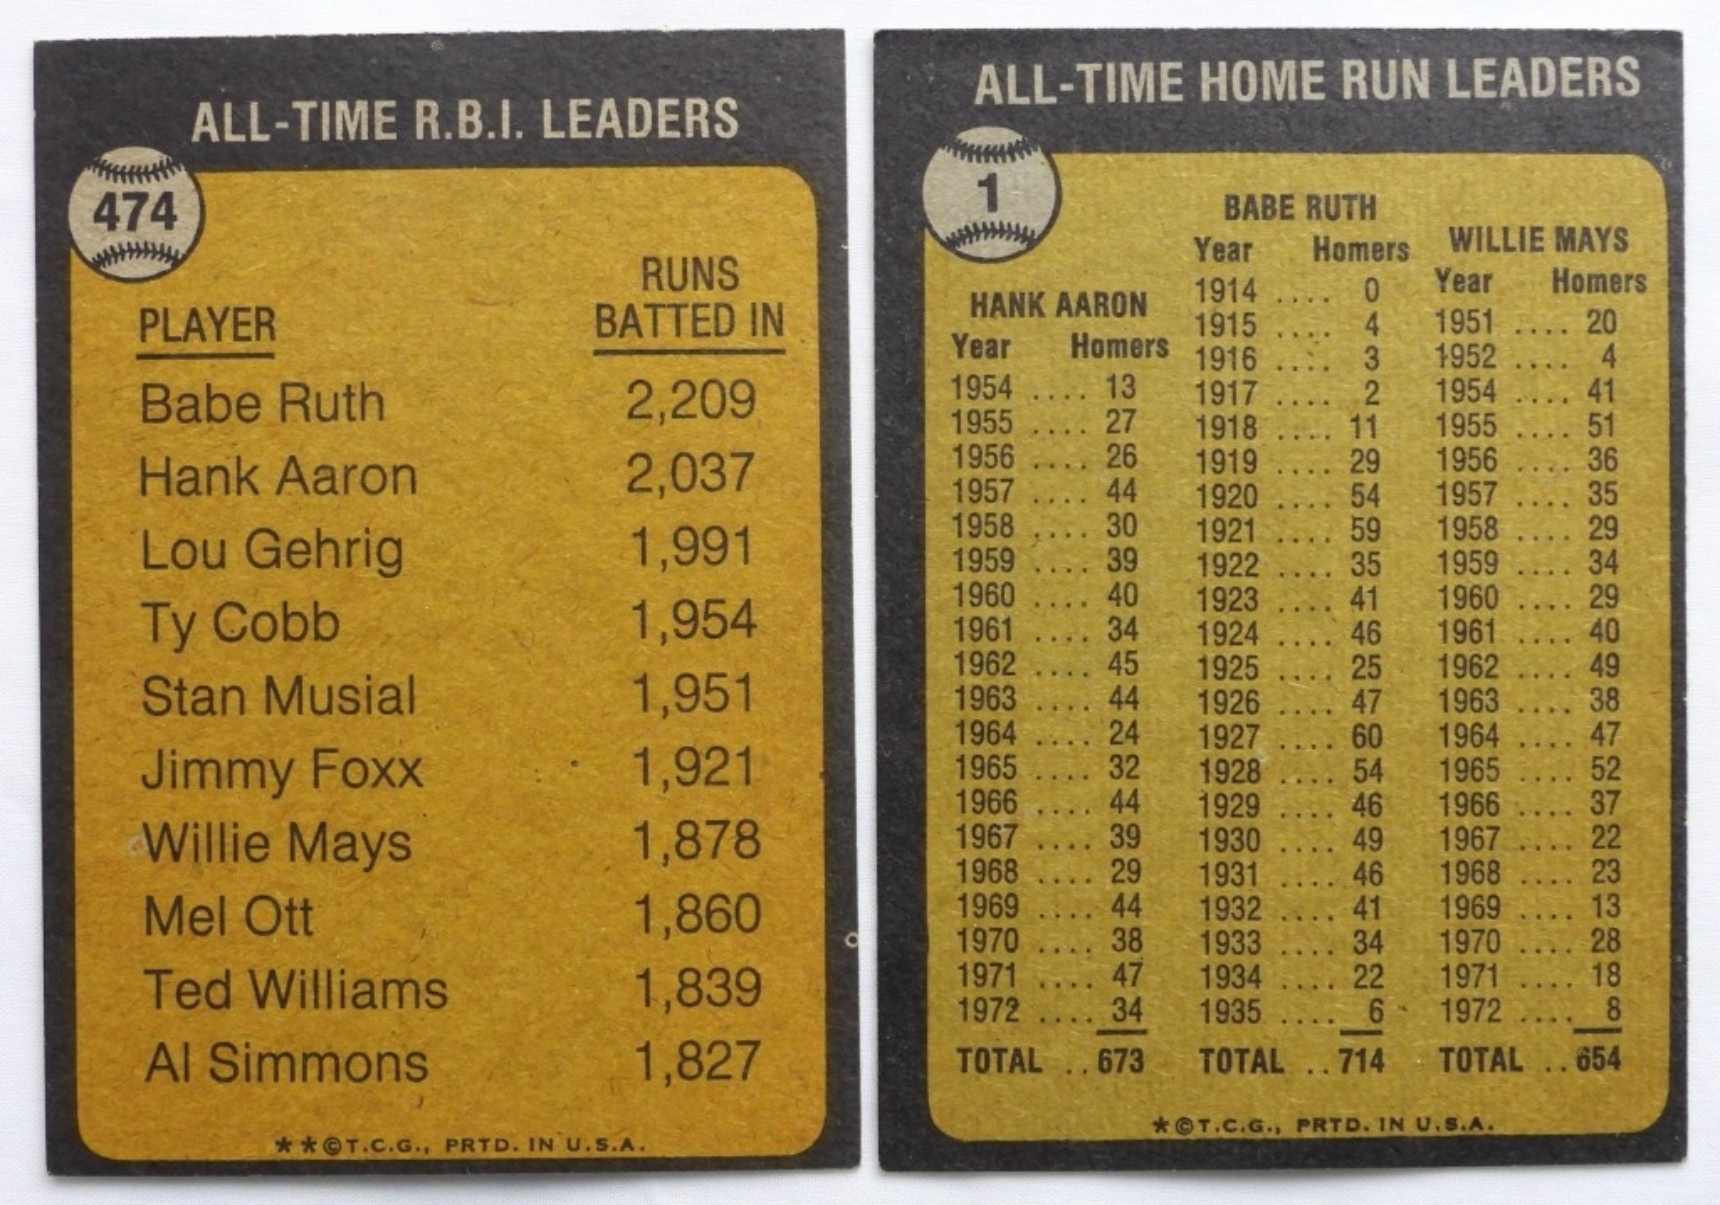 ALL-TIME R.B.I. LEADERS
474
PLAYER RUNS BATTED IN
Babe Ruth 2,209
Hank Aaron 2,037
Lou Gehrig 1,991
Ty Cobb 1,954
Stan Musial 1,951
Jimmy Foxx 1,921
Willie Mays 1,878
Mel Ott 1,860
Ted Williams 1,839
Al Simmons 1,827
**©T.C.G., PRTD. IN U.S.A.
ALL-TIME HOME RUN LEADERS
1
HANK AARON
Year Homers
1954 .... 13
1955 .... 27
1956 .... 26
1957 .... 44
1958 .... 30
1959 .... 39
1960 .... 40
1961 .... 34
1962 .... 45
1963 .... 44
1964 .... 24
1965 .... 32
1966 .... 44
1967 .... 39
1968 .... 29
1969 .... 44
1970 .... 38
1971 .... 47
1972 .... 34
TOTAL .. 673
BABE RUTH
Year Homers
1914 .... 0
1915 .... 4
1916 .... 3
1917 .... 2
1918 .... 11
1919 .... 29
1920 .... 54
1921 .... 59
1922 .... 35
1923 .... 41
1924 .... 46
1925 .... 25
1926 .... 47
1927 .... 60
1928 .... 54
1929 .... 46
1930 .... 49
1931 .... 46
1932 .... 41
1933 .... 34
1934 .... 22
1935 .... 6
TOTAL .. 714
WILLIE MAYS
Year Homers
1951 .... 20
1952 .... 4
1954 .... 41
1955 .... 51
1956 .... 36
1957 .... 35
1958 .... 29
1959 .... 34
1960 .... 29
1961 .... 40
1962 .... 49
1963 .... 38
1964 .... 47
1965 .... 52
1966 .... 37
1967 .... 22
1968 .... 23
1969 .... 13
1970 .... 28
1971 .... 18
1972 .... 8
TOTAL .. 654
*©T.C.G., PRTD. IN U.S.A.